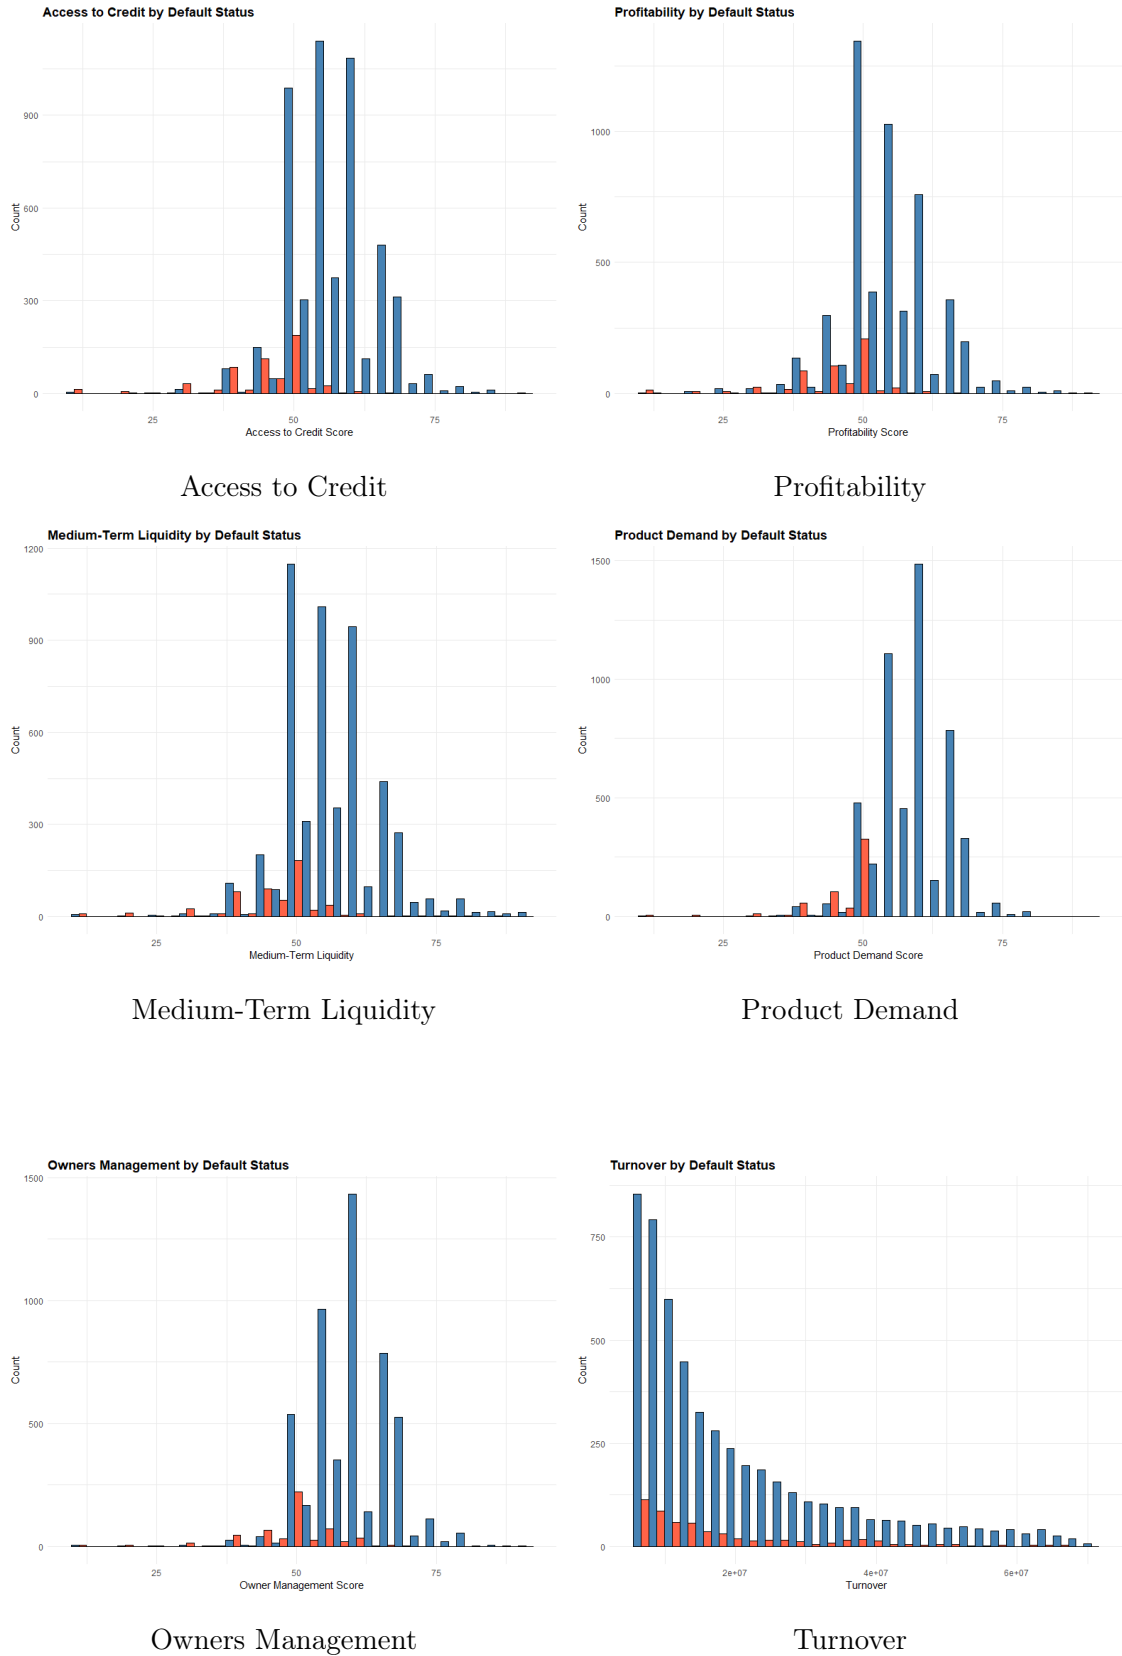 Access to Credit by Default Status
900
600
300
0
Count
25 50 75
Access to Credit Score
Access to Credit
Profitability by Default Status
1000
500
0
Count
25 50 75
Profitability Score
Profitability
Medium-Term Liquidity by Default Status
1200
900
600
300
0
Count
25 50 75
Medium-Term Liquidity
Medium-Term Liquidity
Product Demand by Default Status
1500
1000
500
0
Count
25 50 75
Product Demand Score
Product Demand
Owners Management by Default Status
1500
1000
500
0
Count
25 50 75
Owner Management Score
Owners Management
Turnover by Default Status
750
500
250
0
Count
2e+07 4e+07 6e+07
Turnover
Turnover